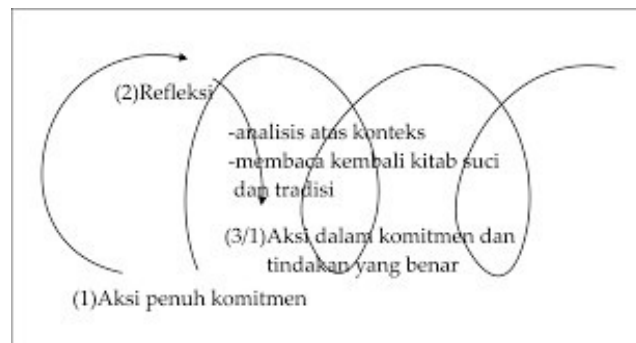 (2)Refleksi
-analisis atas konteks
-membaca kembali kitab suci
dan tradisi
(3/1)Aksi dalam komitmen dan
tindakan yang benar
(1)Aksi penuh komitmen